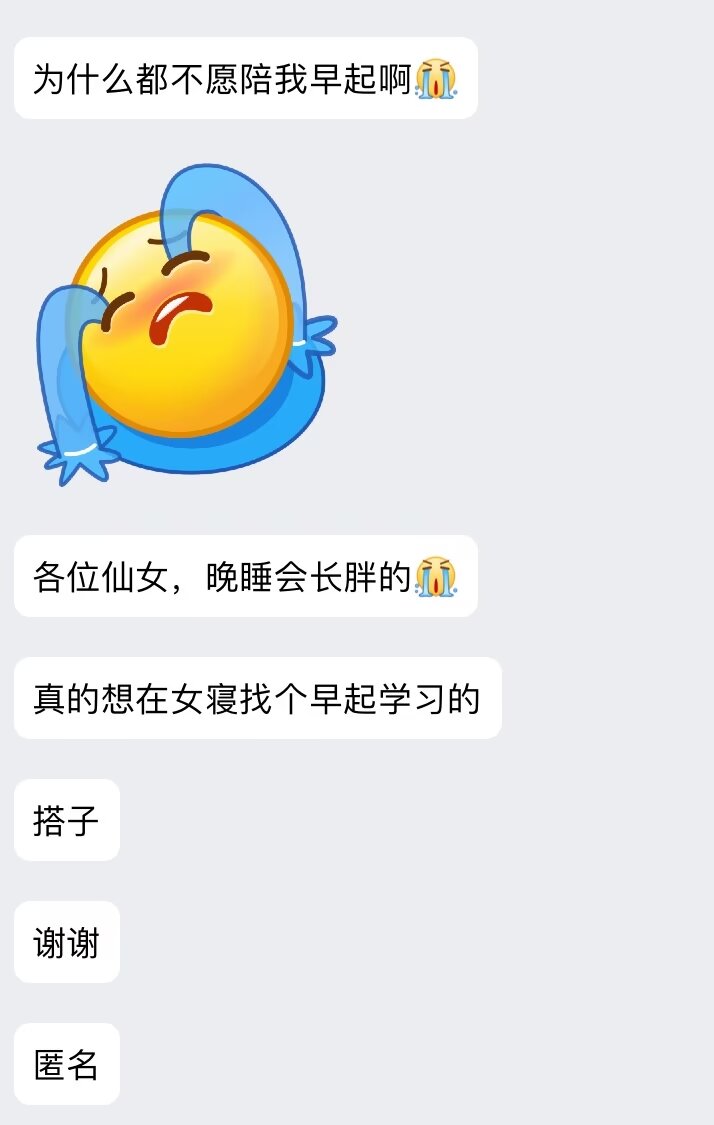 为什么都不愿陪我早起啊😭
各位仙女，晚睡会长胖的😭
真的想在女寝找个早起学习的
搭子
谢谢
匿名